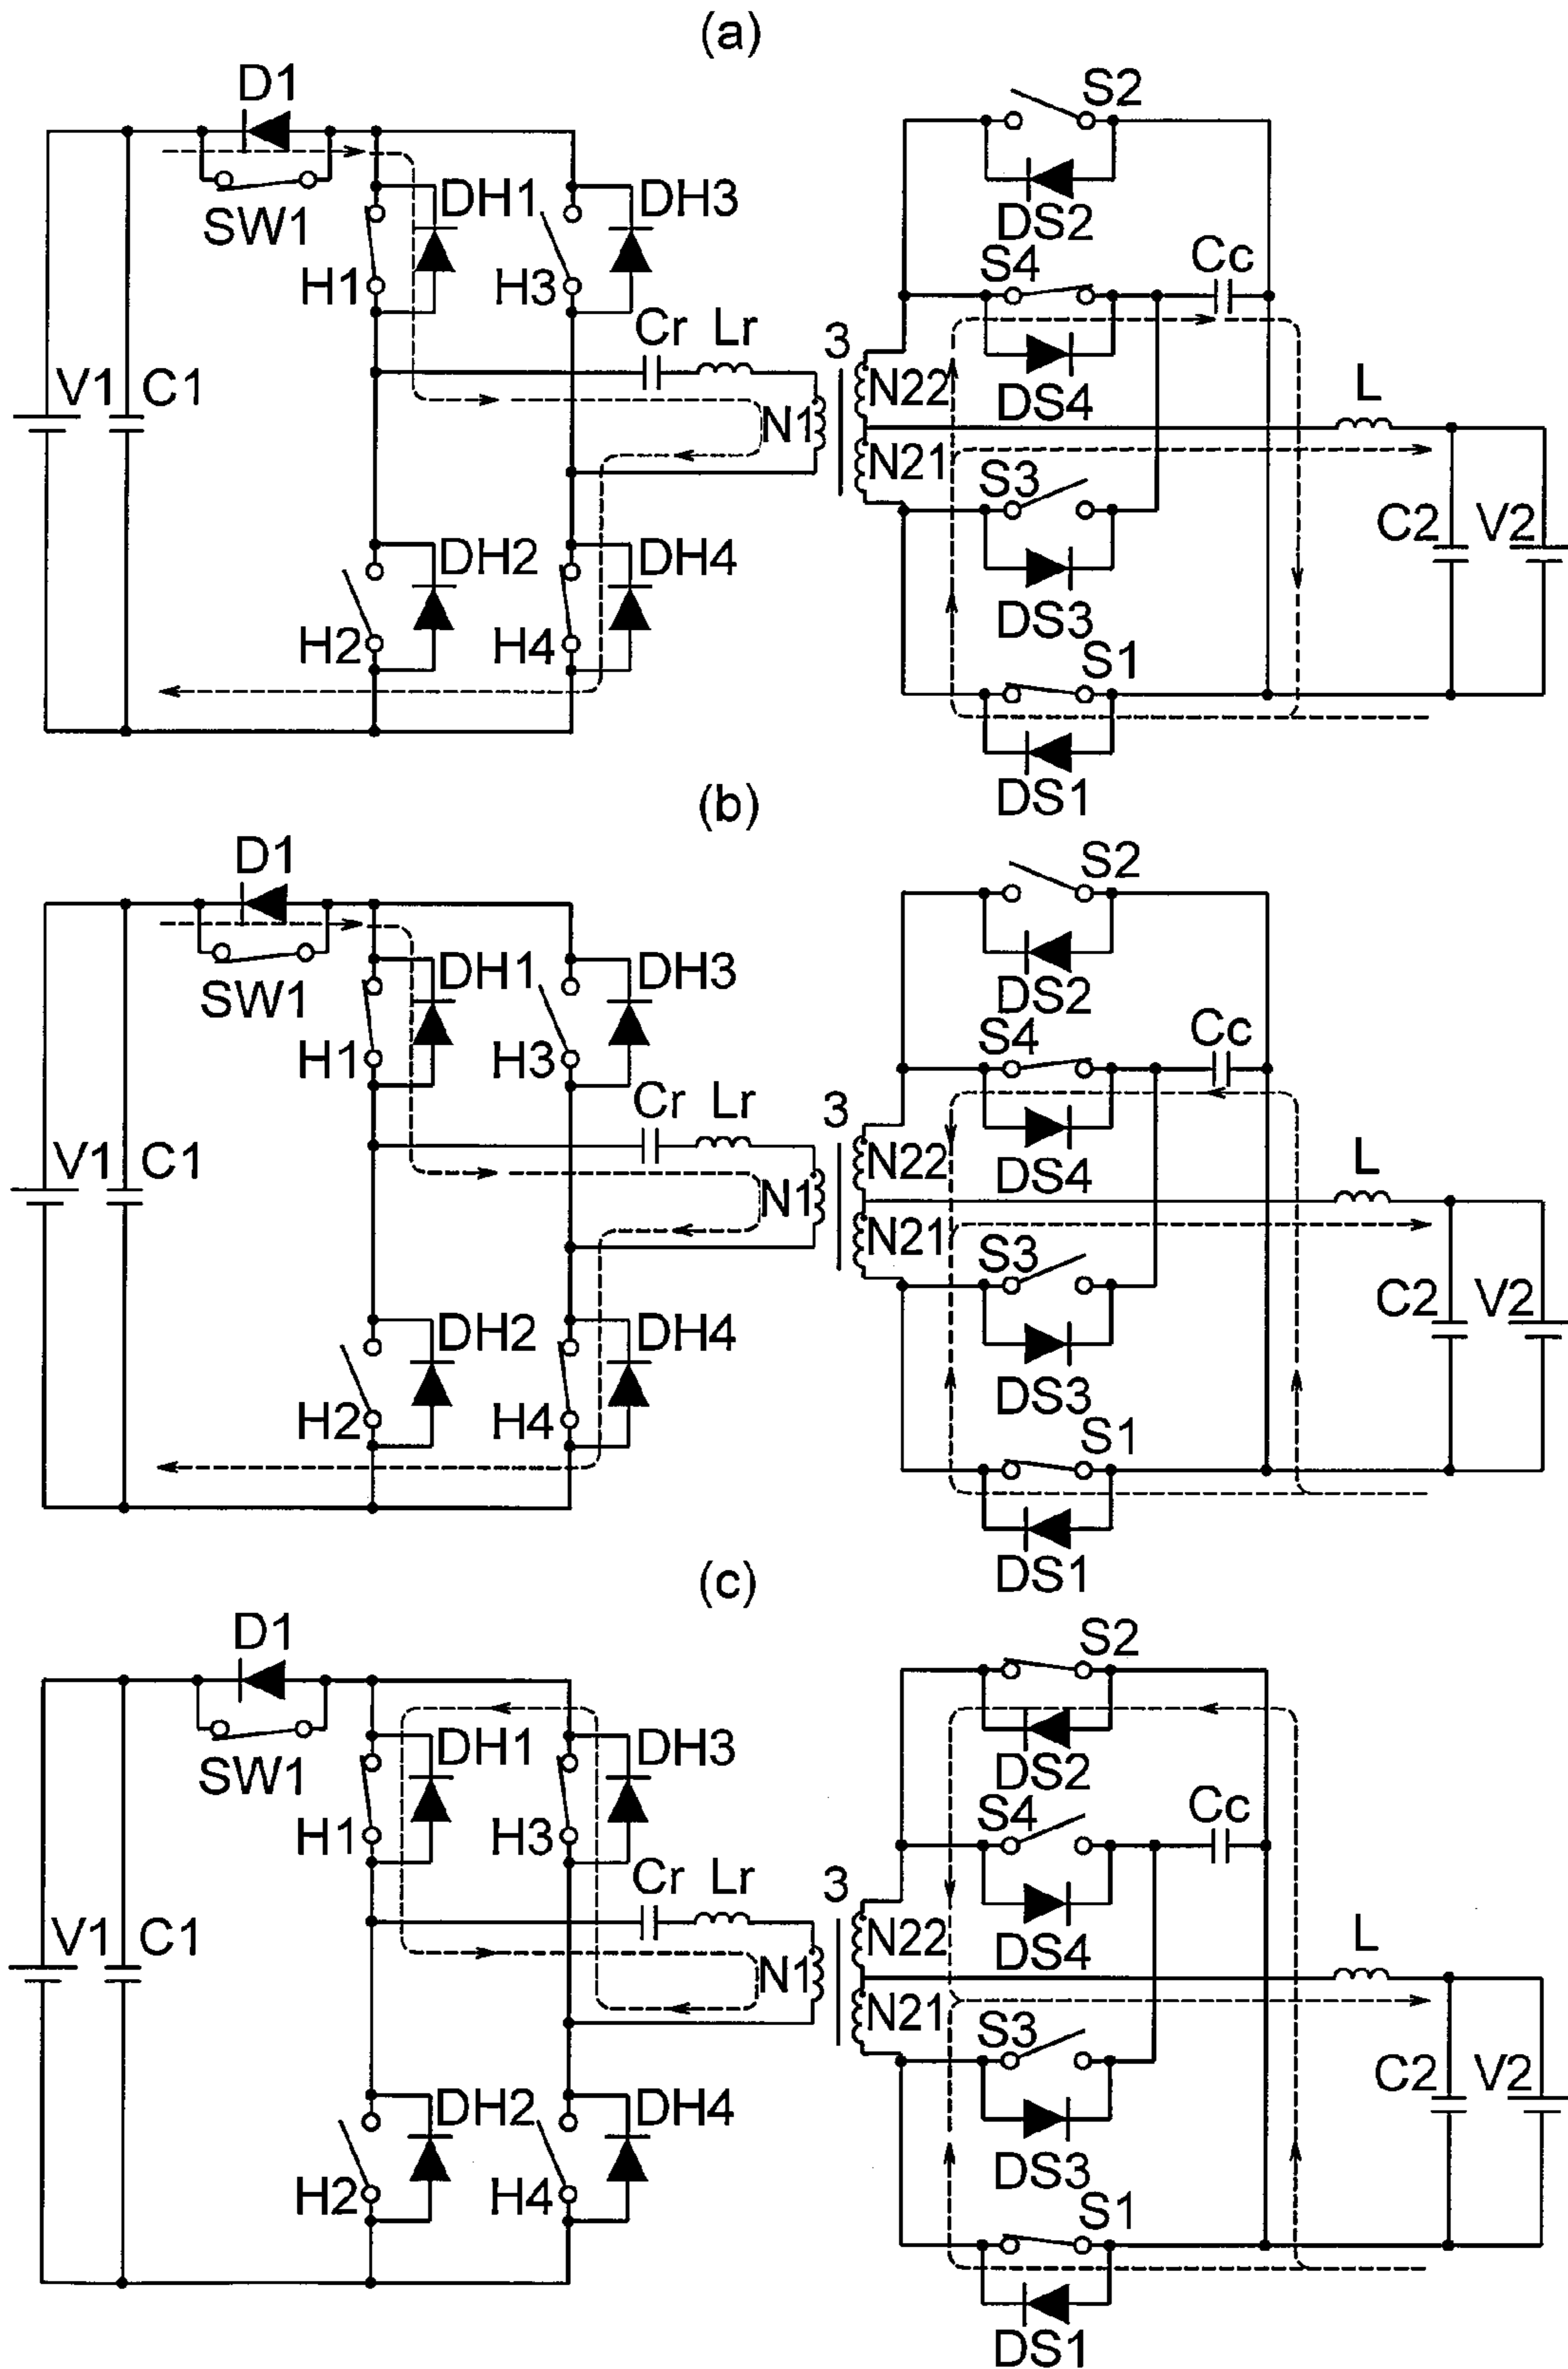 (a)
D1
S2
DH1
DH3
DS2
SW1
S4
Cc
H1
H3
Cr
Lr
3
V1
C1
N22
DS4
L
N1
N21
S3
C2
V2
DH2
DH4
DS3
H2
H4
S1
DS1
(b)
D1
S2
DH1
DH3
DS2
SW1
S4
Cc
H1
H3
Cr
Lr
3
V1
C1
N22
DS4
L
N1
N21
S3
C2
V2
DH2
DH4
DS3
H2
H4
S1
DS1
(c)
D1
S2
DH1
DH3
DS2
SW1
S4
Cc
H1
H3
Cr
Lr
3
V1
C1
N22
DS4
L
N1
N21
S3
C2
V2
DH2
DH4
DS3
H2
H4
S1
DS1